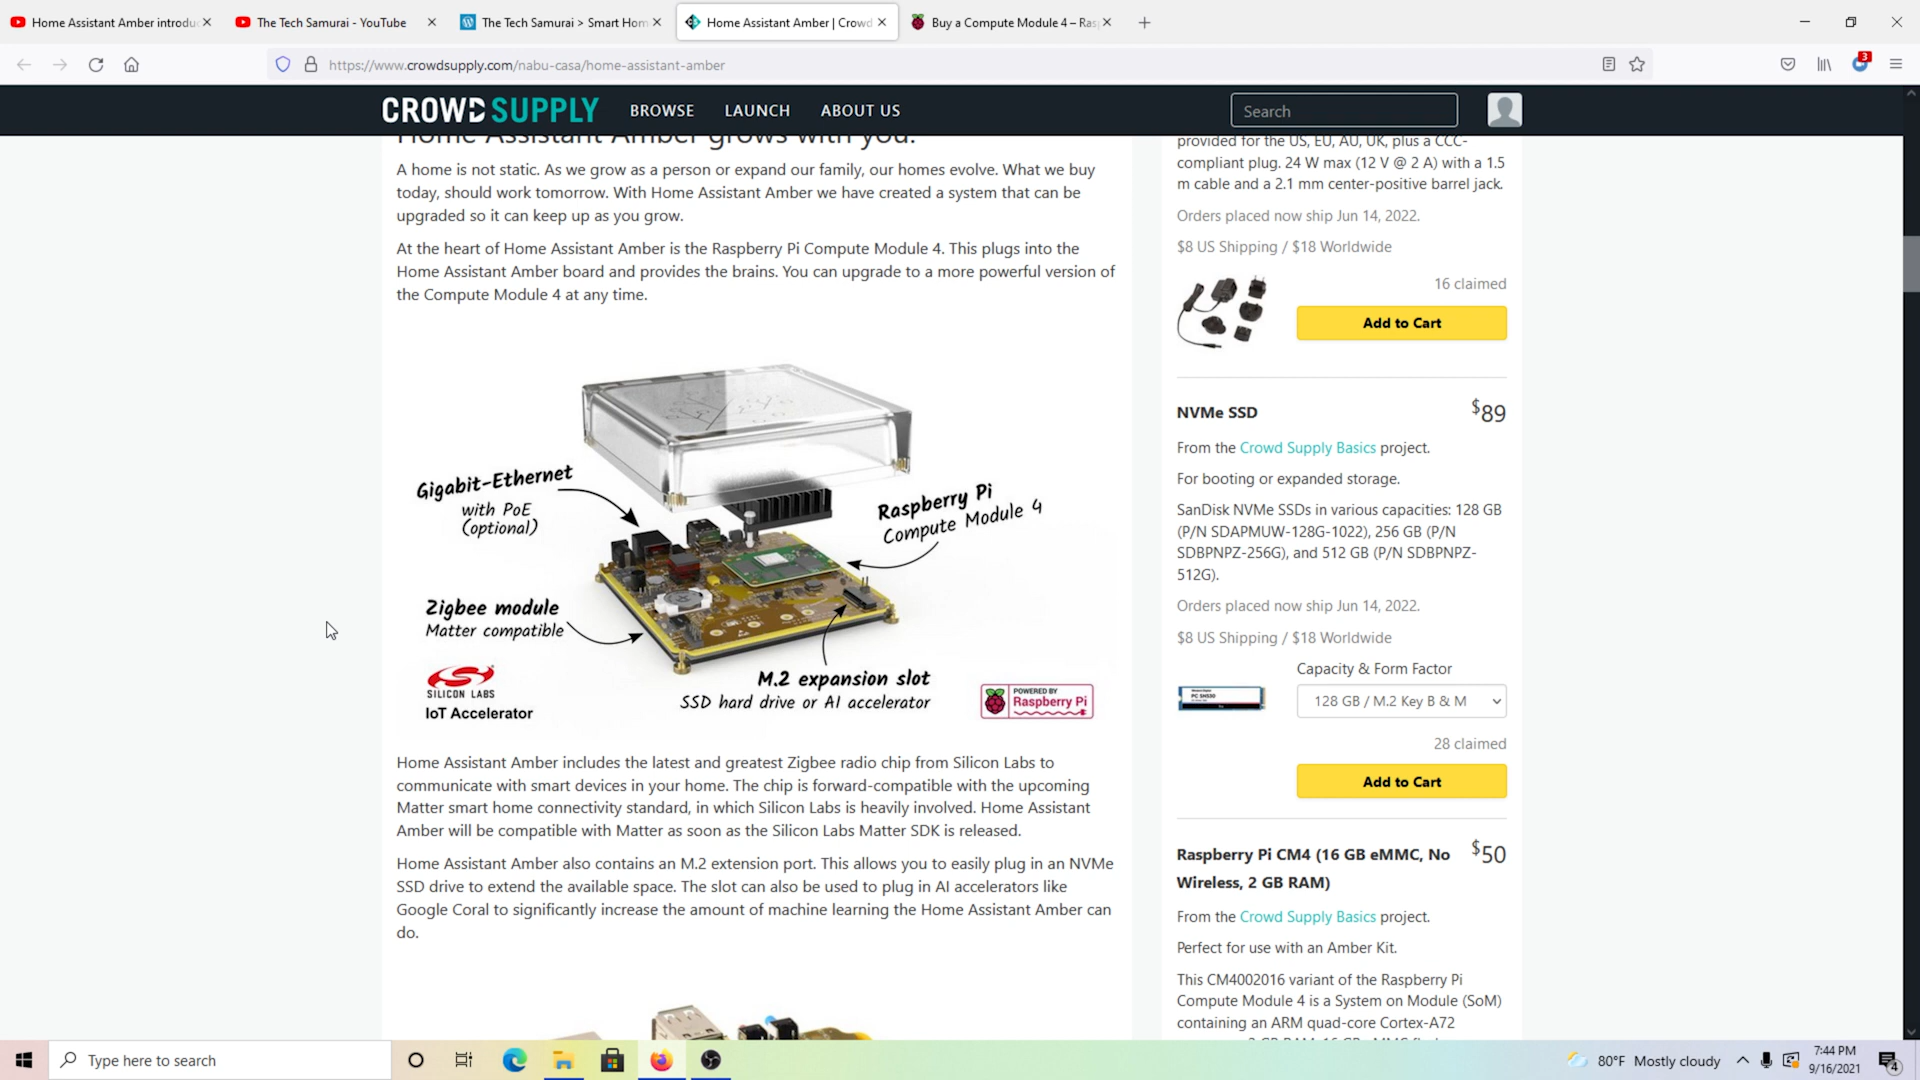 Home Assistant Amber introdu
The Tech Samurai - YouTube
The Tech Samurai > Smart Hom
Home Assistant Amber | Crowd
Buy a Compute Module 4 – Ras
https://www.crowdsupply.com/nabu-casa/home-assistant-amber
3
CROWD SUPPLY
BROWSE
LAUNCH
ABOUT US
Search
Home Assistant Amber grows with you.
A home is not static. As we grow as a person or expand our family, our homes evolve. What we buy
today, should work tomorrow. With Home Assistant Amber we have created a system that can be
upgraded so it can keep up as you grow.
At the heart of Home Assistant Amber is the Raspberry Pi Compute Module 4. This plugs into the
Home Assistant Amber board and provides the brains. You can upgrade to a more powerful version of
the Compute Module 4 at any time.
Gigabit-Ethernet
with PoE
(optional)
Raspberry Pi
Compute Module 4
Zigbee module
Matter compatible
M.2 expansion slot
SSD hard drive or AI accelerator
SILICON LABS
IoT Accelerator
POWERED BY
Raspberry Pi
Home Assistant Amber includes the latest and greatest Zigbee radio chip from Silicon Labs to
communicate with smart devices in your home. The chip is forward-compatible with the upcoming
Matter smart home connectivity standard, in which Silicon Labs is heavily involved. Home Assistant
Amber will be compatible with Matter as soon as the Silicon Labs Matter SDK is released.
Home Assistant Amber also contains an M.2 extension port. This allows you to easily plug in an NVMe
SSD drive to extend the available space. The slot can also be used to plug in AI accelerators like
Google Coral to significantly increase the amount of machine learning the Home Assistant Amber can
do.
provided for the US, EU, AU, UK, plus a CCC-
compliant plug. 24 W max (12 V @ 2 A) with a 1.5
m cable and a 2.1 mm center-positive barrel jack.
Orders placed now ship Jun 14, 2022.
$8 US Shipping / $18 Worldwide
16 claimed
Add to Cart
NVMe SSD
$89
From the Crowd Supply Basics project.
For booting or expanded storage.
SanDisk NVMe SSDs in various capacities: 128 GB
(P/N SDAPMUW-128G-1022), 256 GB (P/N
SDBPNPZ-256G), and 512 GB (P/N SDBPNPZ-
512G).
Orders placed now ship Jun 14, 2022.
$8 US Shipping / $18 Worldwide
Capacity & Form Factor
128 GB / M.2 Key B & M
28 claimed
Add to Cart
Raspberry Pi CM4 (16 GB eMMC, No
Wireless, 2 GB RAM)
$50
From the Crowd Supply Basics project.
Perfect for use with an Amber Kit.
This CM4002016 variant of the Raspberry Pi
Compute Module 4 is a System on Module (SoM)
containing an ARM quad-core Cortex-A72
Type here to search
80°F Mostly cloudy
7:44 PM
9/16/2021
4